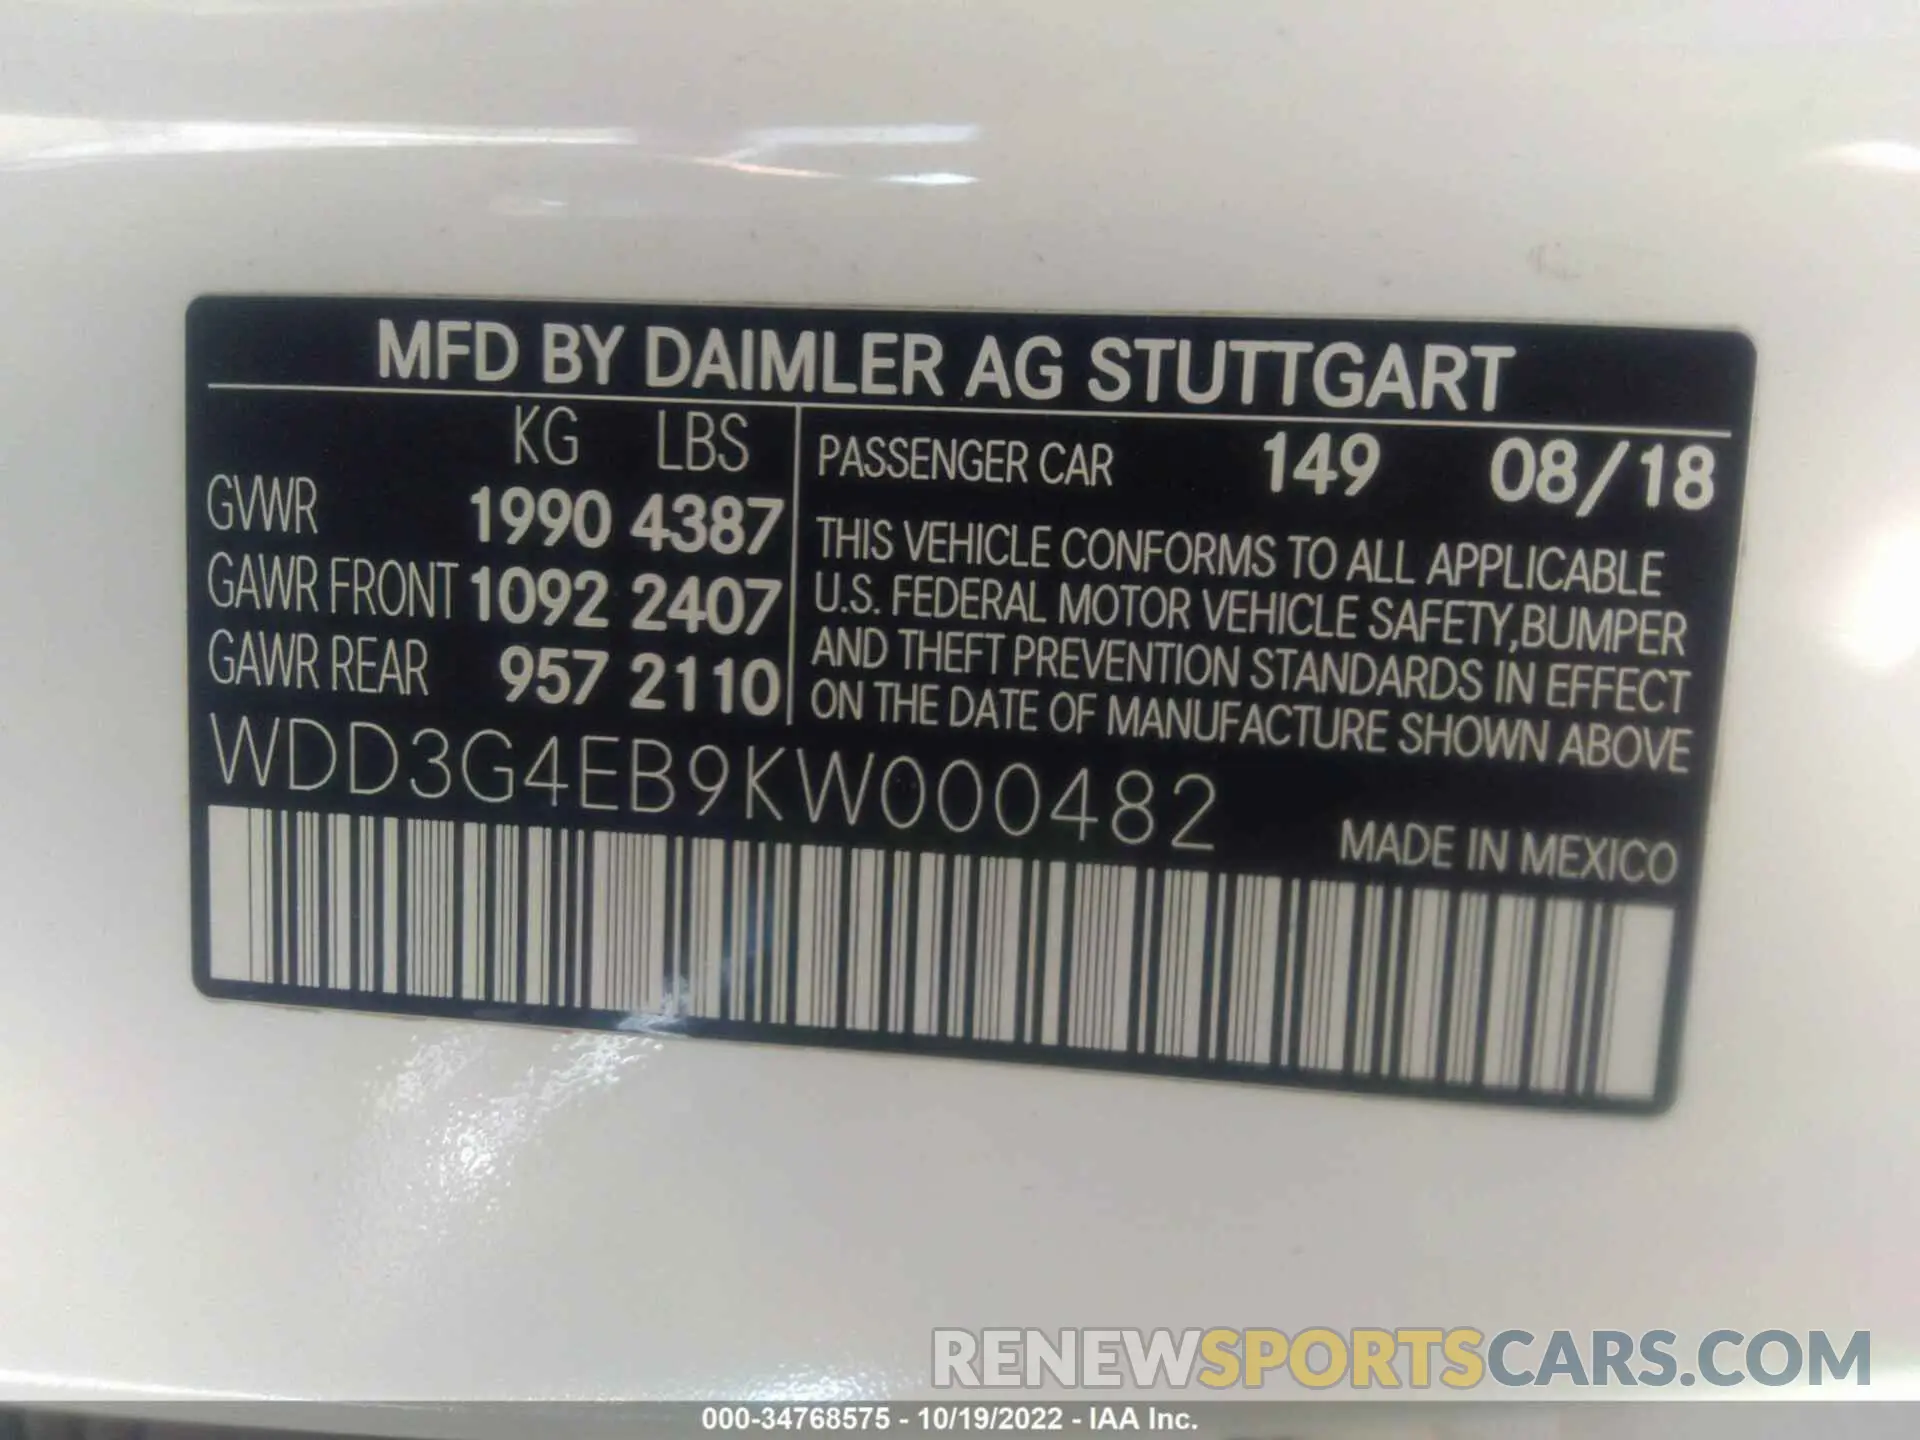 MFD BY DAIMLER AG STUTTGART
KG LBS
GVWR 1990 4387
GAWR FRONT 1092 2407
GAWR REAR 957 2110
PASSENGER CAR 149 08/18
THIS VEHICLE CONFORMS TO ALL APPLICABLE
U.S. FEDERAL MOTOR VEHICLE SAFETY,BUMPER
AND THEFT PREVENTION STANDARDS IN EFFECT
ON THE DATE OF MANUFACTURE SHOWN ABOVE
WDD3G4EB9KW000482
MADE IN MEXICO
RENEWSPORTSCARS.COM
000-34768575 - 10/19/2022 - IAA Inc.